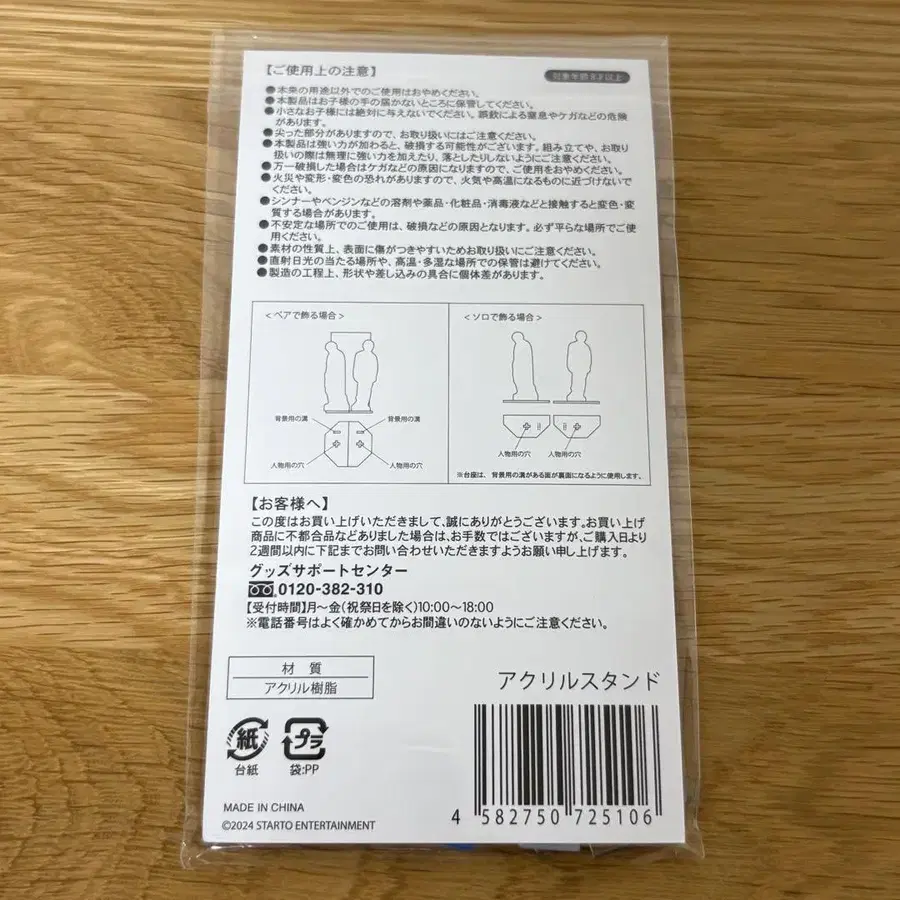 【ご使用上の注意】
対象年齢8才以上
●本来の用途以外でのご使用はおやめください。
●本製品はお子様の手の届かないところに保管してください。
●小さなお子様には絶対に与えないでください。誤飲による窒息やケガなどの危険
があります。
●尖った部分がありますので、お取り扱いにはご注意ください。
●本製品は強い力が加わると、破損する可能性がございます。組み立てや、お取り
扱いの際は無理に強い力を加えたり、落としたりしないようにご注意ください。
●万一破損した場合はケガなどの原因になりますので、ご使用をおやめください。
●火災や変形・変色の恐れがありますので、火気や高温になるものに近づけないで
ください。
●シンナーやベンジンなどの溶剤や薬品・化粧品・消毒液などと接触すると変色・変
質する場合があります。
●不安定な場所でのご使用は、破損などの原因となります。必ず平らな場所でご使
用ください。
●素材の性質上、表面に傷がつきやすいためお取り扱いにご注意ください。
●直射日光の当たる場所や、高温・多湿な場所での保管は避けてください。
●製造の工程上、形状や差し込みの具合に個体差があります。
<ペアで飾る場合>
背景用の溝
背景用の溝
人物用の穴
人物用の穴
<ソロで飾る場合>
人物用の穴
人物用の穴
※台座は、背景用の溝がある面が裏面になるように使用します。
【お客様へ】
この度はお買い上げいただきまして、誠にありがとうございます。お買い上げ
商品に不都合品などありました場合は、お手数ではございますが、ご購入日より
2週間以内に下記までお問い合わせいただきますようお願い申し上げます。
グッズサポートセンター
0120-382-310
【受付時間】月~金(祝祭日を除く)10:00~18:00
※電話番号はよく確かめてからお間違いのないようにご注意ください。
材質
アクリル樹脂
アクリルスタンド
紙
台紙
プラ
袋:PP
MADE IN CHINA
©2024 STARTO ENTERTAINMENT
4 582750 725106